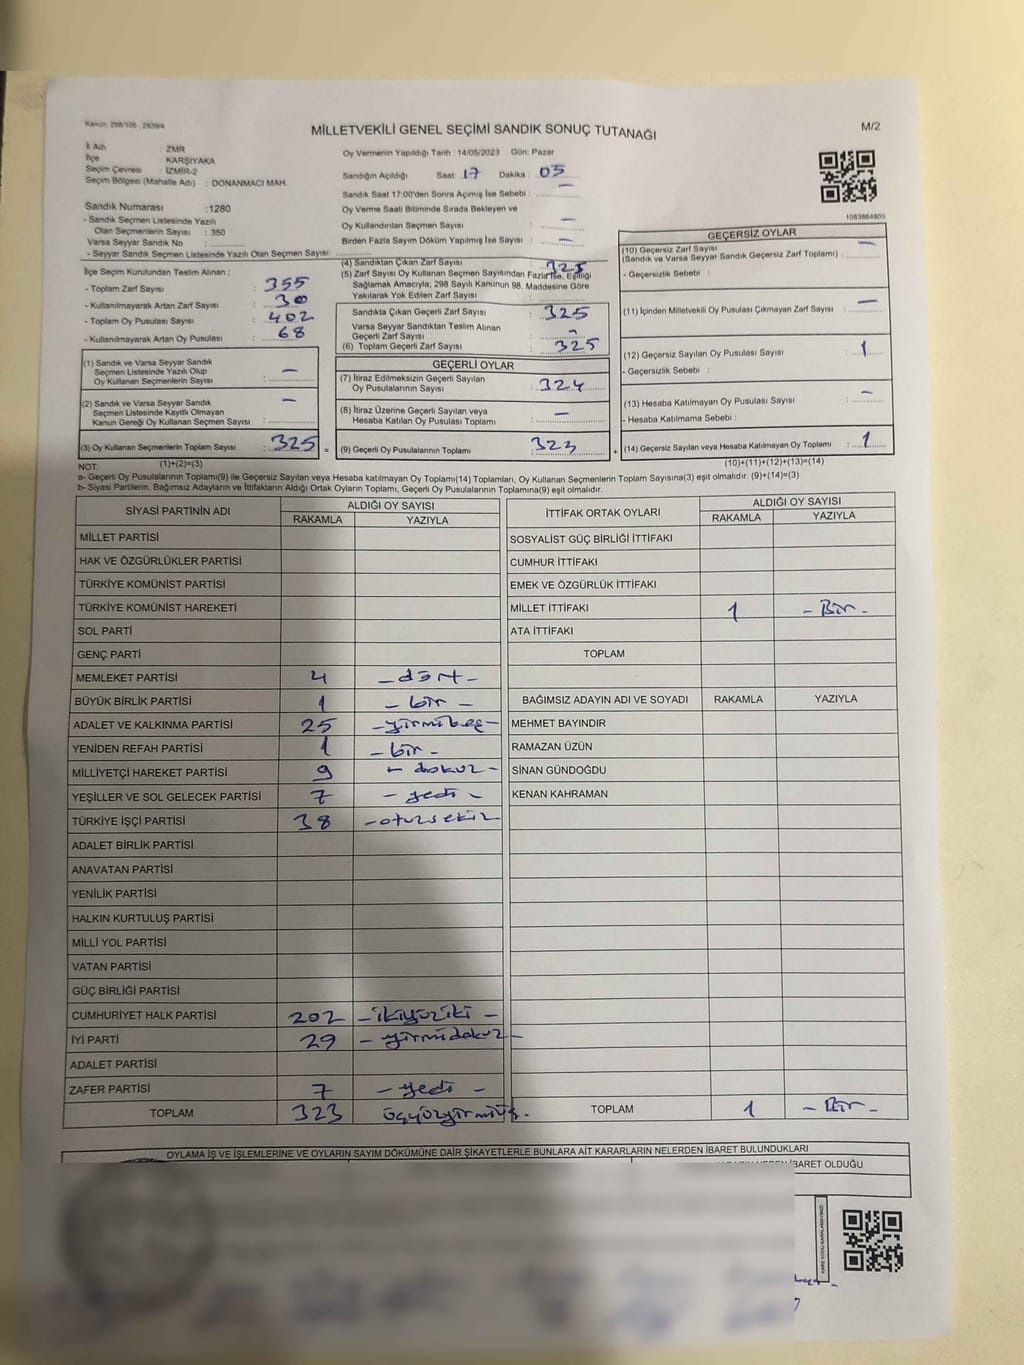 Kanun: 298/106 , 2839/4
MİLLETVEKİLİ GENEL SEÇİMİ SANDIK SONUÇ TUTANAĞI
M/2
İl Adı : ZMR
İlçe : KARŞIYAKA
Seçim Çevresi : İZMİR-2
Seçim Bölgesi (Mahalle Adı) : DONANMACI MAH.
Sandık Numarası :1280
- Sandık Seçmen Listesinde Yazılı
Olan Seçmenlerin Sayısı : 350
Varsa Seyyar Sandık No :
- Seyyar Sandık Seçmen Listesinde Yazılı Olan Seçmen Sayısı:
Oy Vermenin Yapıldığı Tarih : 14/05/2023 Gün: Pazar
Sandığın Açıldığı Saat : 17 Dakika : 05
Sandık Saat 17:00'den Sonra Açımış İse Sebebi : –
Oy Verme Saati Bitiminde Sırada Bekleyen ve
Oy Kullandırılan Seçmen Sayısı : –
Birden Fazla Sayım Döküm Yapılmış İse Sayısı : –
1083864805
İlçe Seçim Kurulundan Teslim Alınan :
- Toplam Zarf Sayısı : 355
- Kullanılmayarak Artan Zarf Sayısı : 30
- Toplam Oy Pusulası Sayısı : 402
- Kullanılmayarak Artan Oy Pusulası : 68
(4) Sandıktan Çıkan Zarf Sayısı : 325
(5) Zarf Sayısı Oy Kullanan Seçmen Sayısından Fazla İse, Eşitliği
Sağlamak Amacıyla; 298 Sayılı Kanunun 98. Maddesine Göre
Yakılarak Yok Edilen Zarf Sayısı :
Sandıkta Çıkan Geçerli Zarf Sayısı : 325
Varsa Seyyar Sandıktan Teslim Alınan
Geçerli Zarf Sayısı : –
(6) Toplam Geçerli Zarf Sayısı : 325
GEÇERSİZ OYLAR
(10) Geçersiz Zarf Sayısı : –
(Sandık ve Varsa Seyyar Sandık Geçersiz Zarf Toplamı) :
- Geçersizlik Sebebi :
(11) İçinden Milletvekili Oy Pusulası Çıkmayan Zarf Sayısı : –
(12) Geçersiz Sayılan Oy Pusulası Sayısı : 1
- Geçersizlik Sebebi :
(13) Hesaba Katılmayan Oy Pusulası Sayısı : –
- Hesaba Katılmama Sebebi :
(14) Geçersiz Sayılan veya Hesaba Katılmayan Oy Toplamı : 1
(10)+(11)+(12)+(13)=(14)
(1) Sandık ve Varsa Seyyar Sandık
Seçmen Listesinde Yazılı Olup
Oy Kullanan Seçmenlerin Sayısı : –
(2) Sandık ve Varsa Seyyar Sandık
Seçmen Listesinde Kayıtlı Olmayan
Kanun Gereği Oy Kullanan Seçmen Sayısı : –
(3) Oy Kullanan Seçmenlerin Toplam Sayısı : 325 =
(1)+(2)=(3)
GEÇERLİ OYLAR
(7) İtiraz Edilmeksizin Geçerli Sayılan
Oy Pusulalarının Sayısı : 324
(8) İtiraz Üzerine Geçerli Sayılan veya
Hesaba Katılan Oy Pusulası Toplamı : –
(9) Geçerli Oy Pusulalarının Toplamı : 323 +
NOT:
a- Geçerli Oy Pusulalarının Toplamı(9) ile Geçersiz Sayılan veya Hesaba katılmayan Oy Toplamı(14) Toplamları, Oy Kullanan Seçmenlerin Toplam Sayısına(3) eşit olmalıdır. (9)+(14)=(3)
b- Siyasi Partilerin, Bağımsız Adayların ve İttifakların Aldığı Ortak Oyların Toplamı, Geçerli Oy Pusulalarının Toplamına(9) eşit olmalıdır.
SİYASİ PARTİNİN ADI ALDIĞI OY SAYISI
RAKAMLA YAZIYLA
MİLLET PARTİSİ
HAK VE ÖZGÜRLÜKLER PARTİSİ
TÜRKİYE KOMÜNİST PARTİSİ
TÜRKİYE KOMÜNİST HAREKETİ
SOL PARTİ
GENÇ PARTİ
MEMLEKET PARTİSİ 4 – dört –
BÜYÜK BİRLİK PARTİSİ 1 – bir –
ADALET VE KALKINMA PARTİSİ 25 – yirmibeş –
YENİDEN REFAH PARTİSİ 1 – bir –
MİLLİYETÇİ HAREKET PARTİSİ 9 – dokuz –
YEŞİLLER VE SOL GELECEK PARTİSİ 7 – yedi –
TÜRKİYE İŞÇİ PARTİSİ 38 – otuzsekiz
ADALET BİRLİK PARTİSİ
ANAVATAN PARTİSİ
YENİLİK PARTİSİ
HALKIN KURTULUŞ PARTİSİ
MİLLİ YOL PARTİSİ
VATAN PARTİSİ
GÜÇ BİRLİĞİ PARTİSİ
CUMHURİYET HALK PARTİSİ 202 – ikiyüziki –
İYİ PARTİ 29 – yirmidokuz –
ADALET PARTİSİ
ZAFER PARTİSİ 7 – yedi –
TOPLAM 323 üçyüzyirmiüç.
İTTİFAK ORTAK OYLARI ALDIĞI OY SAYISI
RAKAMLA YAZIYLA
SOSYALİST GÜÇ BİRLİĞİ İTTİFAKI
CUMHUR İTTİFAKI
EMEK VE ÖZGÜRLÜK İTTİFAKI
MİLLET İTTİFAKI 1 – Bir –
ATA İTTİFAKI
TOPLAM
BAĞIMSIZ ADAYIN ADI VE SOYADI RAKAMLA YAZIYLA
MEHMET BAYINDIR
RAMAZAN ÜZÜN
SİNAN GÜNDOĞDU
KENAN KAHRAMAN
TOPLAM 1 – Bir –
OYLAMA İŞ VE İŞLEMLERİNE VE OYLARIN SAYIM DÖKÜMÜNE DAİR ŞİKAYETLERLE BUNLARA AİT KARARLARIN NELERDEN İBARET BULUNDUKLARI
İBARET OLDUĞU
KARE KODU KARALAMAYINIZ!